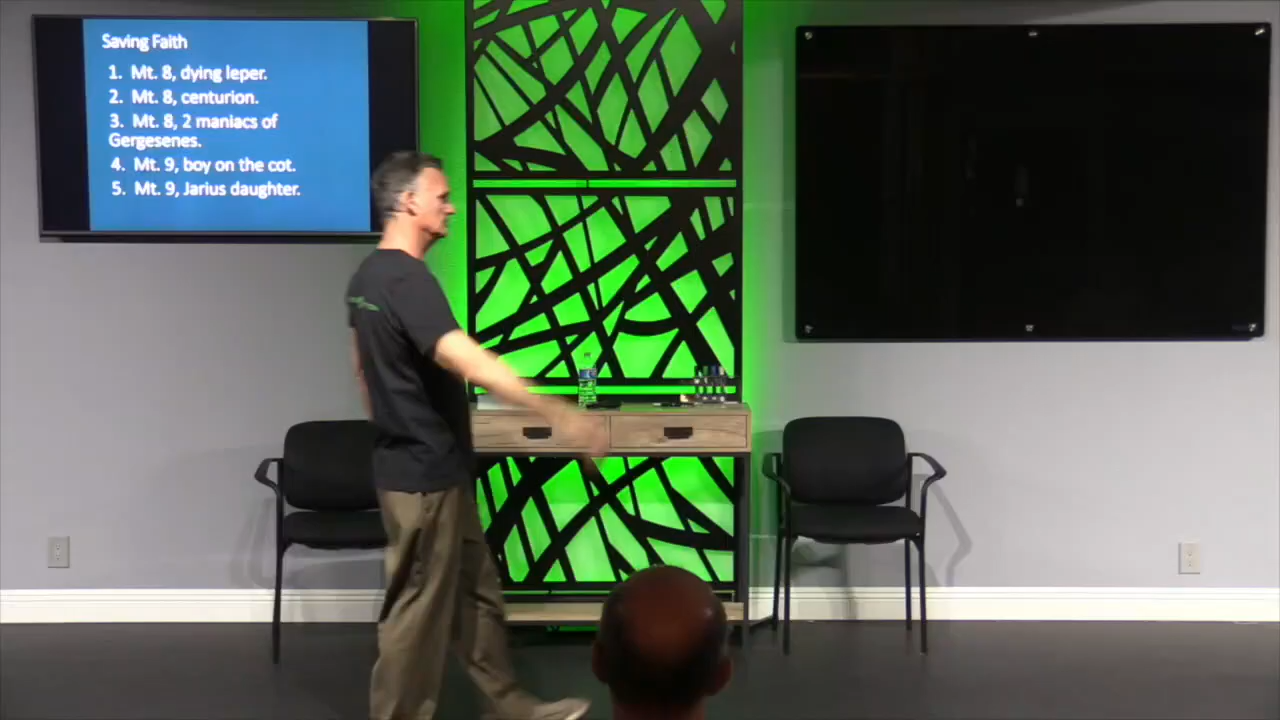 Saving Faith
1. Mt. 8, dying leper.
2. Mt. 8, centurion.
3. Mt. 8, 2 maniacs of
Gergesenes.
4. Mt. 9, boy on the cot.
5. Mt. 9, Jarius daughter.